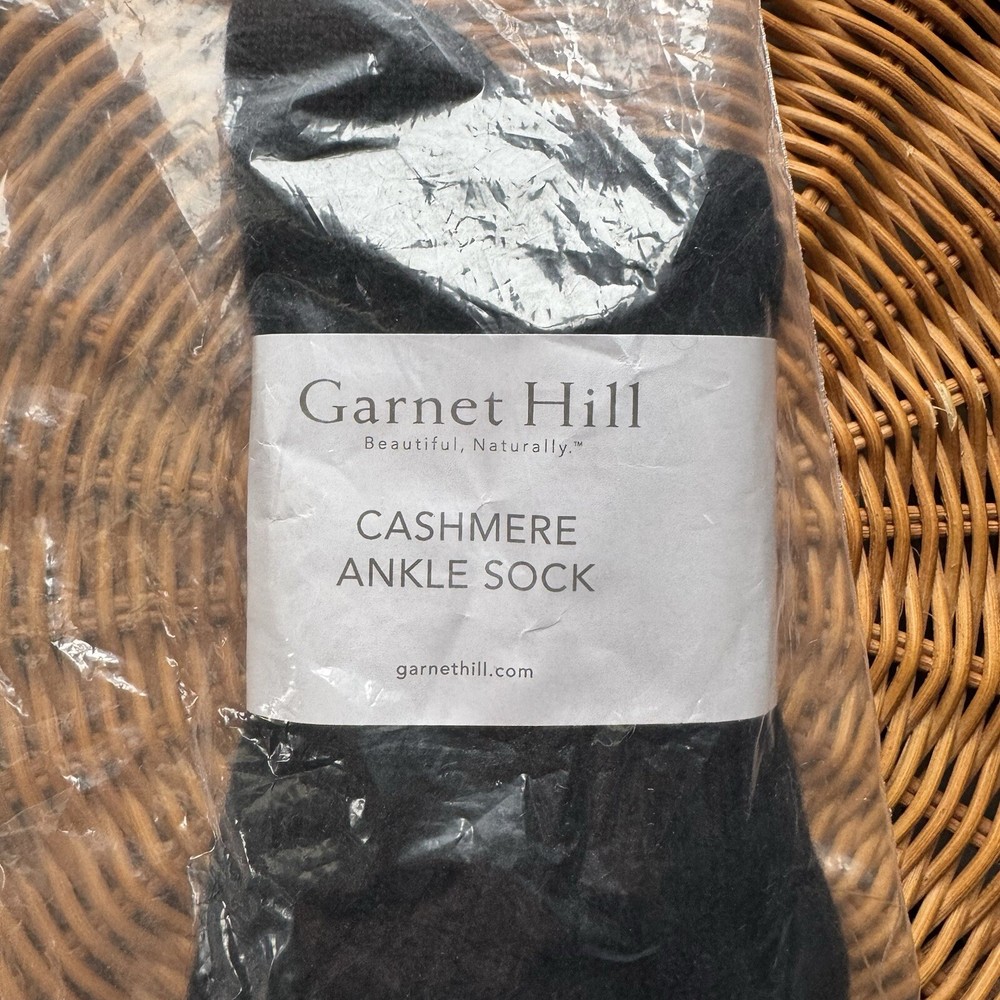 Garnet Hill
Beautiful, Naturally.™
CASHMERE
ANKLE SOCK
garnethill.com